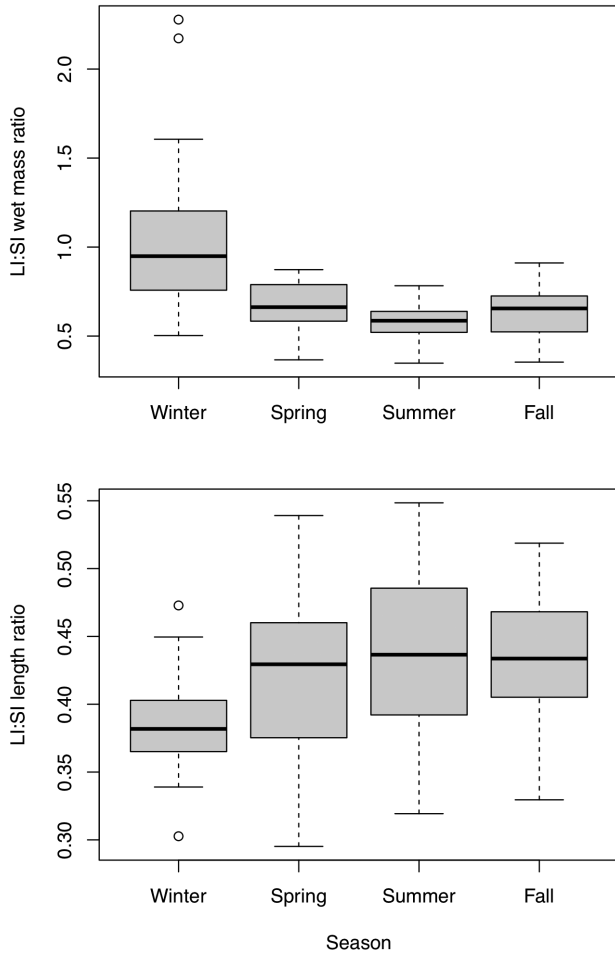 LI:SI wet mass ratio
2.0
1.5
1.0
0.5
Winter Spring Summer Fall
LI:SI length ratio
0.55
0.50
0.45
0.40
0.35
0.30
Winter Spring Summer Fall
Season